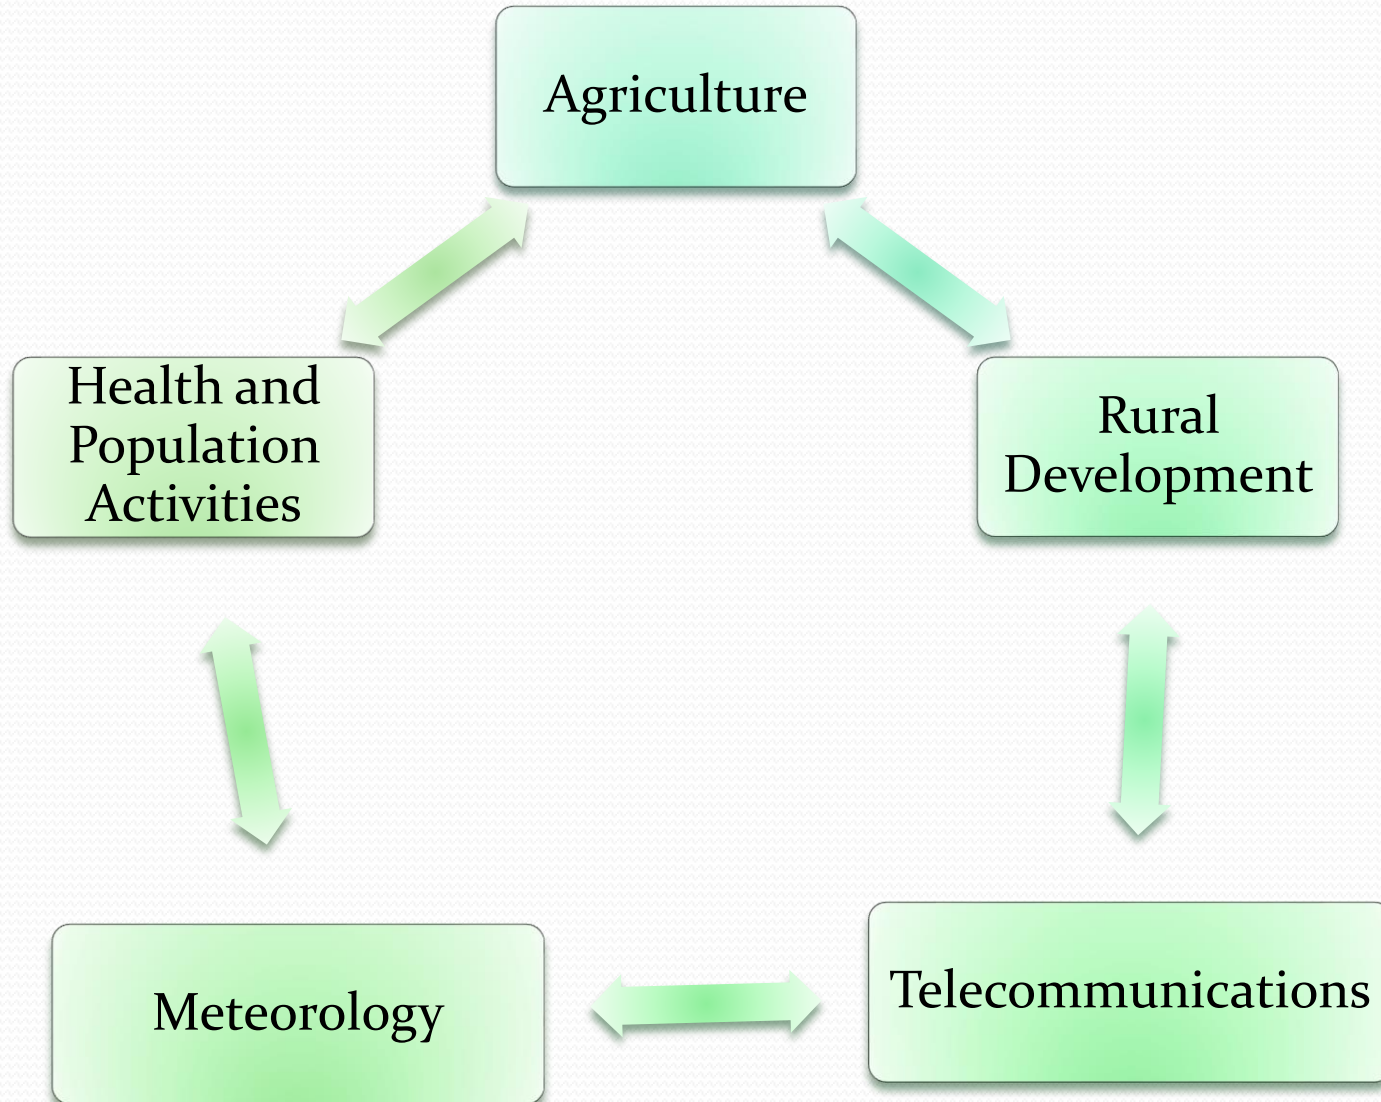 Agriculture
Health and
Population
Activities
Rural
Development
Meteorology
Telecommunications